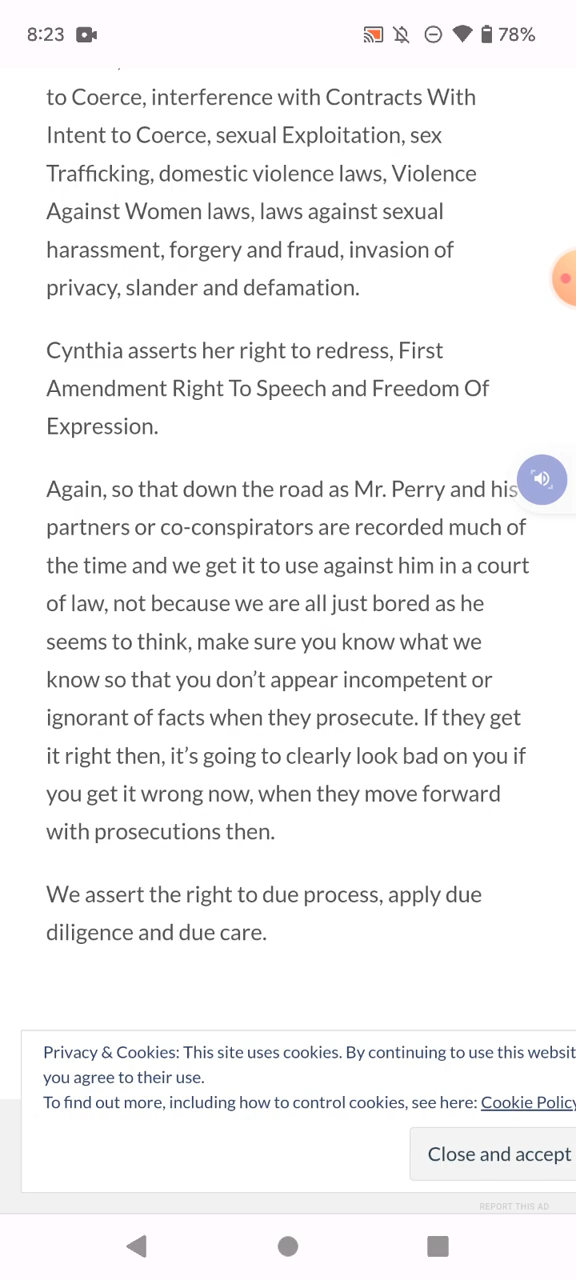 8:23
78%
to Coerce, interference with Contracts With
Intent to Coerce, sexual Exploitation, sex
Trafficking, domestic violence laws, Violence
Against Women laws, laws against sexual
harassment, forgery and fraud, invasion of
privacy, slander and defamation.
Cynthia asserts her right to redress, First
Amendment Right To Speech and Freedom Of
Expression.
Again, so that down the road as Mr. Perry and his
partners or co-conspirators are recorded much of
the time and we get it to use against him in a court
of law, not because we are all just bored as he
seems to think, make sure you know what we
know so that you don’t appear incompetent or
ignorant of facts when they prosecute. If they get
it right then, it’s going to clearly look bad on you if
you get it wrong now, when they move forward
with prosecutions then.
We assert the right to due process, apply due
diligence and due care.
Privacy & Cookies: This site uses cookies. By continuing to use this websit
you agree to their use.
To find out more, including how to control cookies, see here: Cookie Policy
Close and accept
REPORT THIS AD